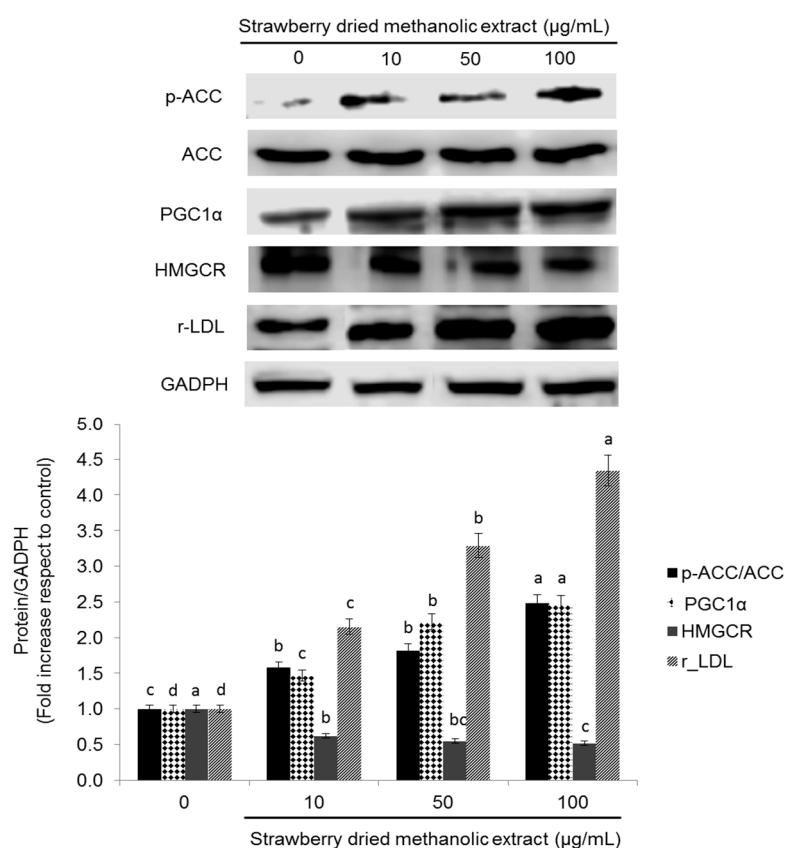 Strawberry dried methanolic extract (µg/mL)
0 10 50 100
p-ACC
ACC
PGC1α
HMGCR
r-LDL
GADPH
Protein/GADPH
(Fold increase respect to control)
5.0
4.5
4.0
3.5
3.0
2.5
2.0
1.5
1.0
0.5
0.0
c d a d
b c b c
b b bc b
a a c a
p-ACC/ACC
PGC1α
HMGCR
r_LDL
0 10 50 100
Strawberry dried methanolic extract (µg/mL)